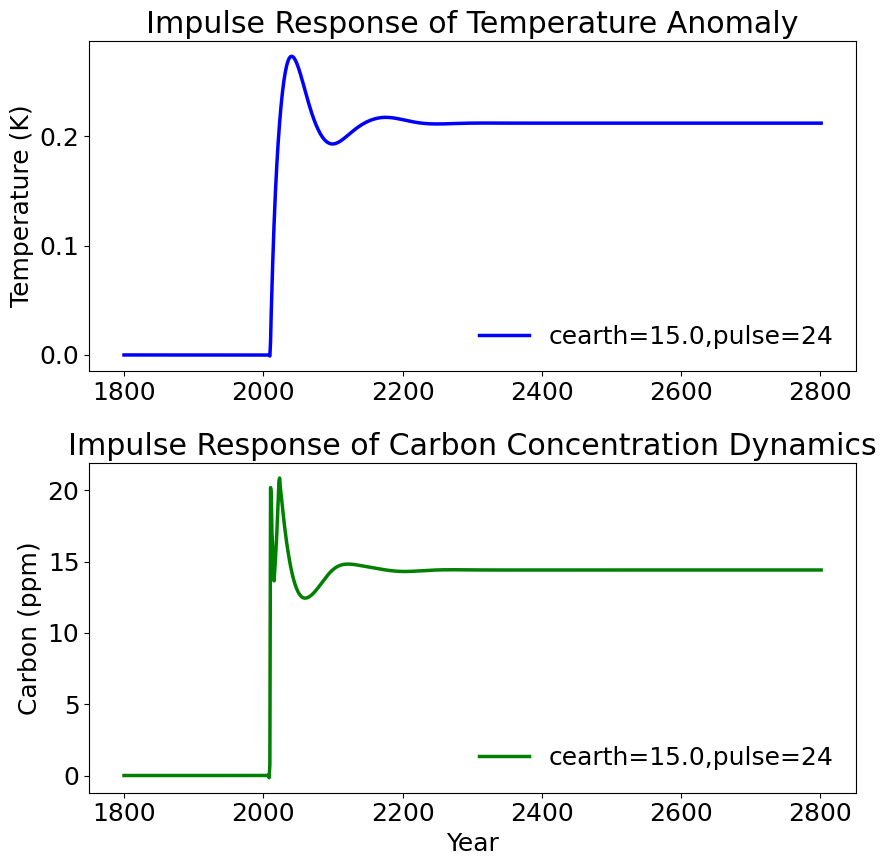 Impulse Response of Temperature Anomaly
Temperature (K)
0.2
0.1
0.0
cearth=15.0,pulse=24
1800 2000 2200 2400 2600 2800
Impulse Response of Carbon Concentration Dynamics
Carbon (ppm)
20
15
10
5
0
cearth=15.0,pulse=24
1800 2000 2200 2400 2600 2800
Year